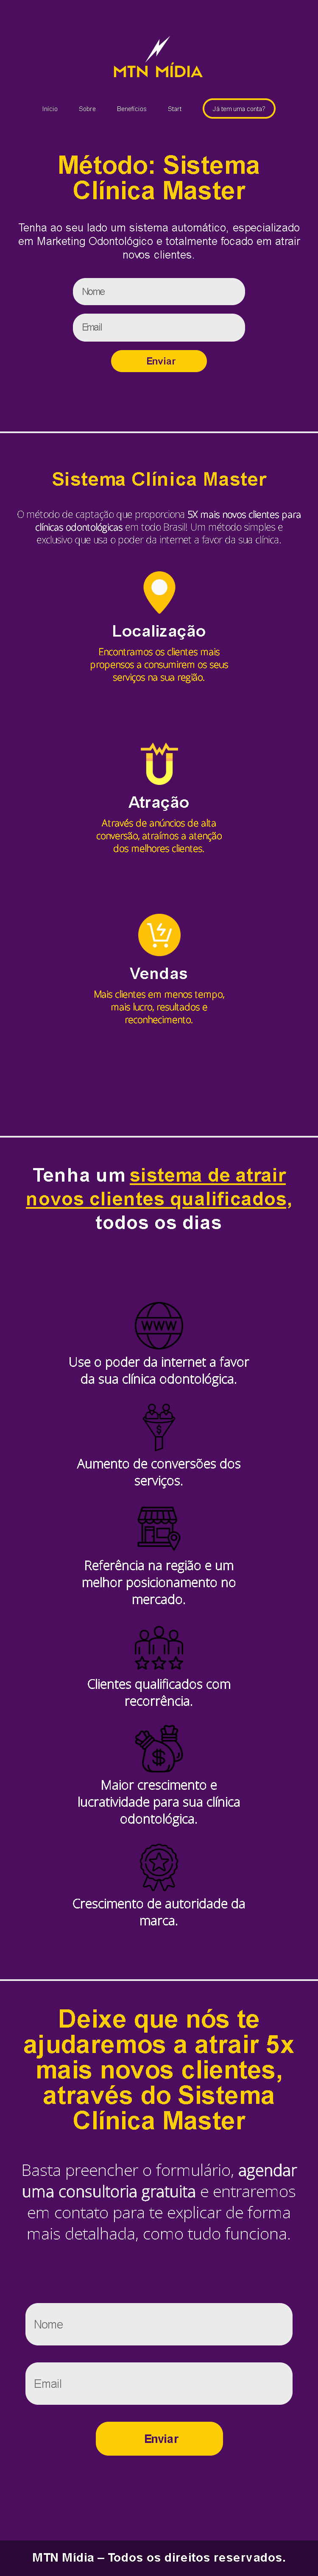 MTN MÍDIA
Início Sobre Benefícios Start Já tem uma conta?
Método: Sistema
Clínica Master
Tenha ao seu lado um sistema automático, especializado
em Marketing Odontológico e totalmente focado em atrair
novos clientes.
Nome
Email
Enviar
Sistema Clínica Master
O método de captação que proporciona 5X mais novos clientes para
clínicas odontológicas em todo Brasil! Um método simples e
exclusivo que usa o poder da internet a favor da sua clínica.
Localização
Encontramos os clientes mais
propensos a consumirem os seus
serviços na sua região.
Atração
Através de anúncios de alta
conversão, atraímos a atenção
dos melhores clientes.
Vendas
Mais clientes em menos tempo,
mais lucro, resultados e
reconhecimento.
Tenha um sistema de atrair
novos clientes qualificados,
todos os dias
WWW
Use o poder da internet a favor
da sua clínica odontológica.
$
Aumento de conversões dos
serviços.
Referência na região e um
melhor posicionamento no
mercado.
Clientes qualificados com
recorrência.
$
Maior crescimento e
lucratividade para sua clínica
odontológica.
Crescimento de autoridade da
marca.
Deixe que nós te
ajudaremos a atrair 5x
mais novos clientes,
através do Sistema
Clínica Master
Basta preencher o formulário, agendar
uma consultoria gratuita e entraremos
em contato para te explicar de forma
mais detalhada, como tudo funciona.
Nome
Email
Enviar
MTN Mídia – Todos os direitos reservados.